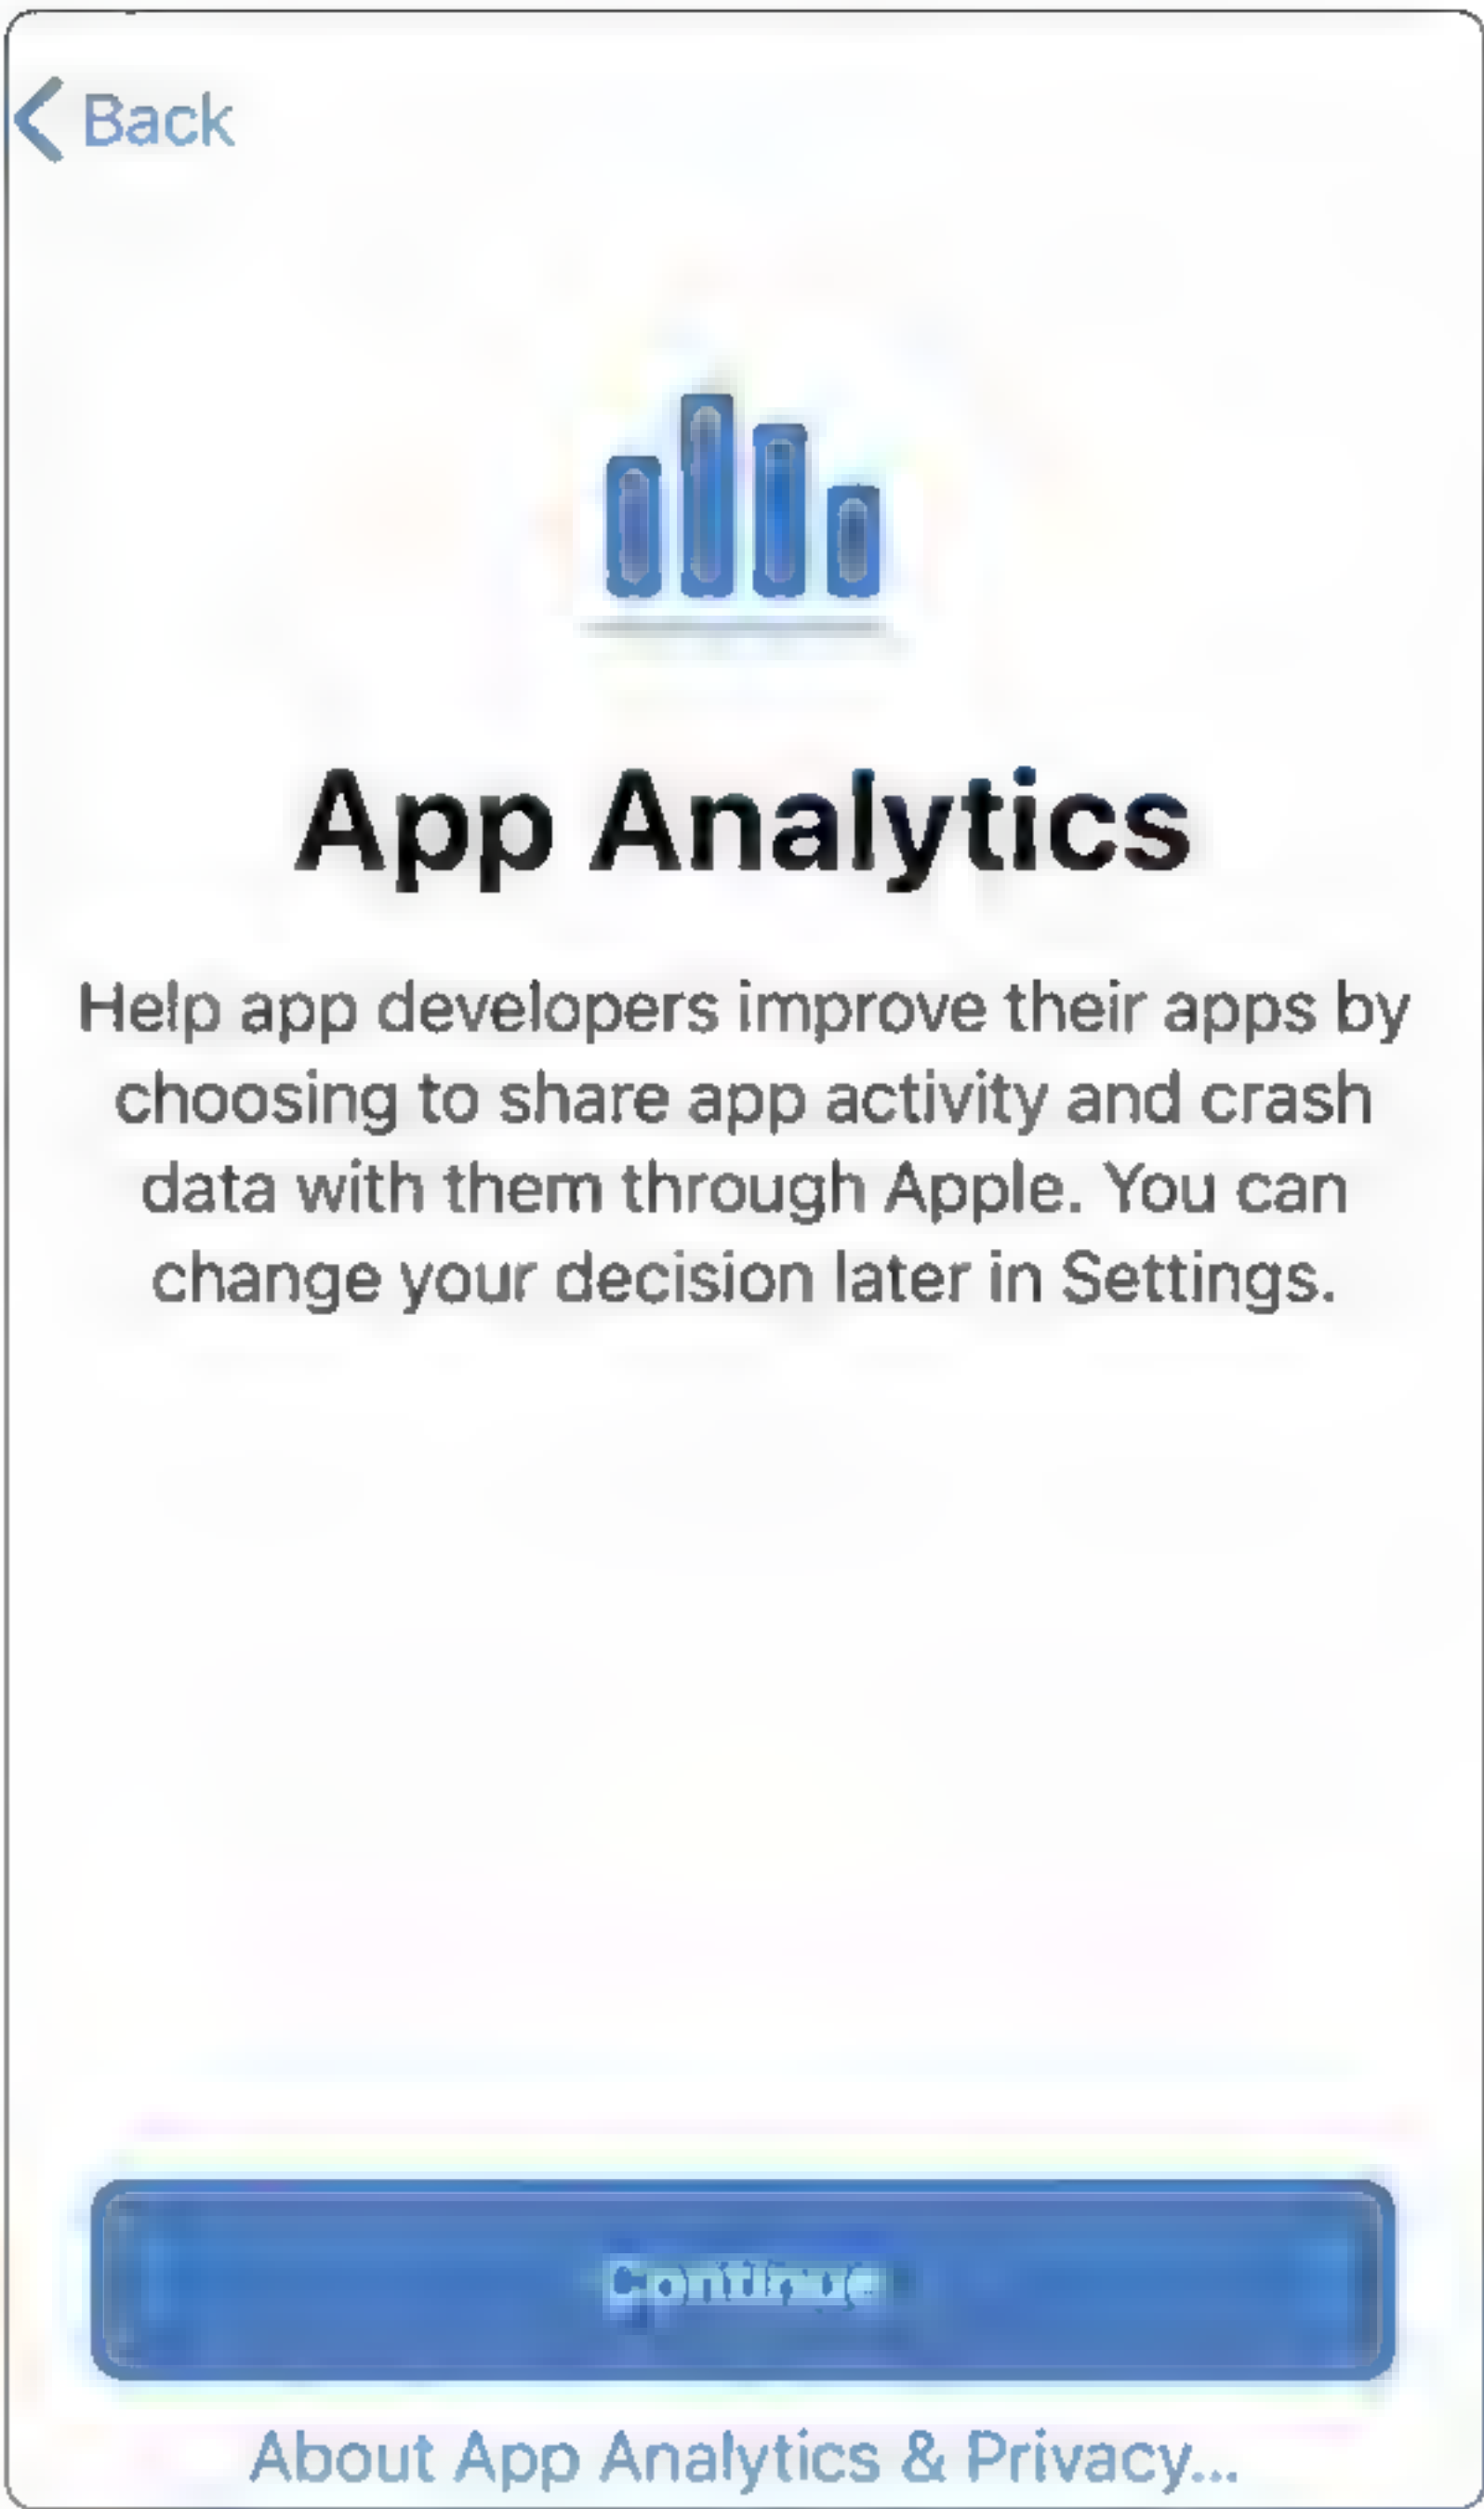 Back
App Analytics
Help app developers improve their apps by
choosing to share app activity and crash
data with them through Apple. You can
change your decision later in Settings.
Continue
About App Analytics & Privacy...